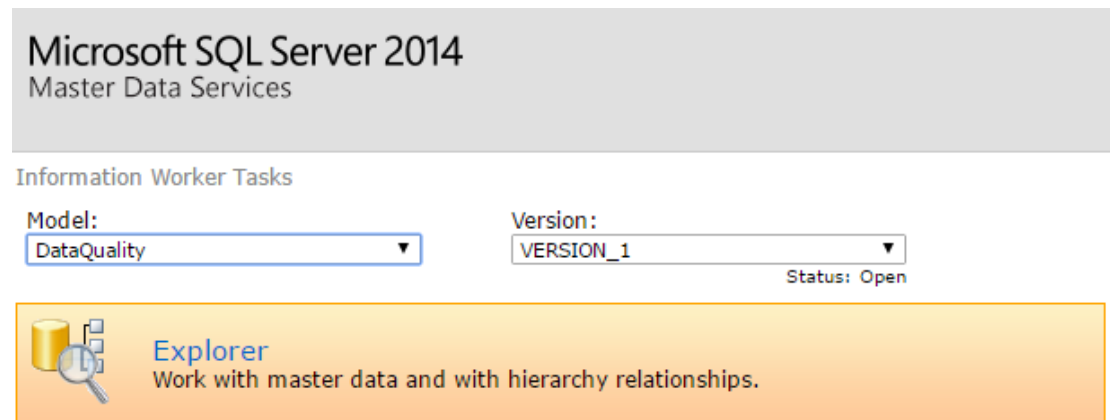 Microsoft SQL Server 2014
Master Data Services
Information Worker Tasks
Model:
Version:
DataQuality
VERSION_1
Status: Open
Explorer
Work with master data and with hierarchy relationships.